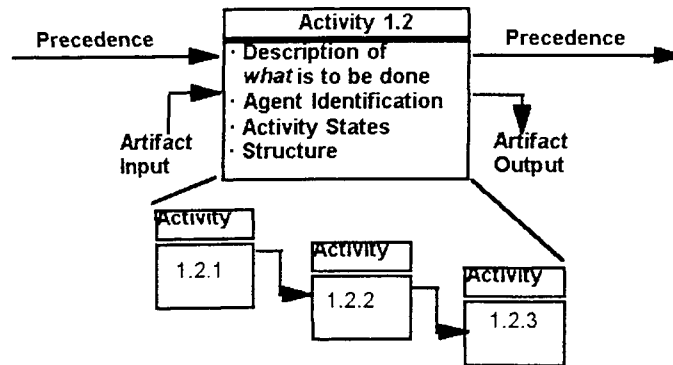 Activity 1.2
Precedence
Precedence
· Description of
what is to be done
· Agent Identification
· Activity States
· Structure
Artifact
Input
Artifact
Output
Activity
1.2.1
Activity
1.2.2
Activity
1.2.3